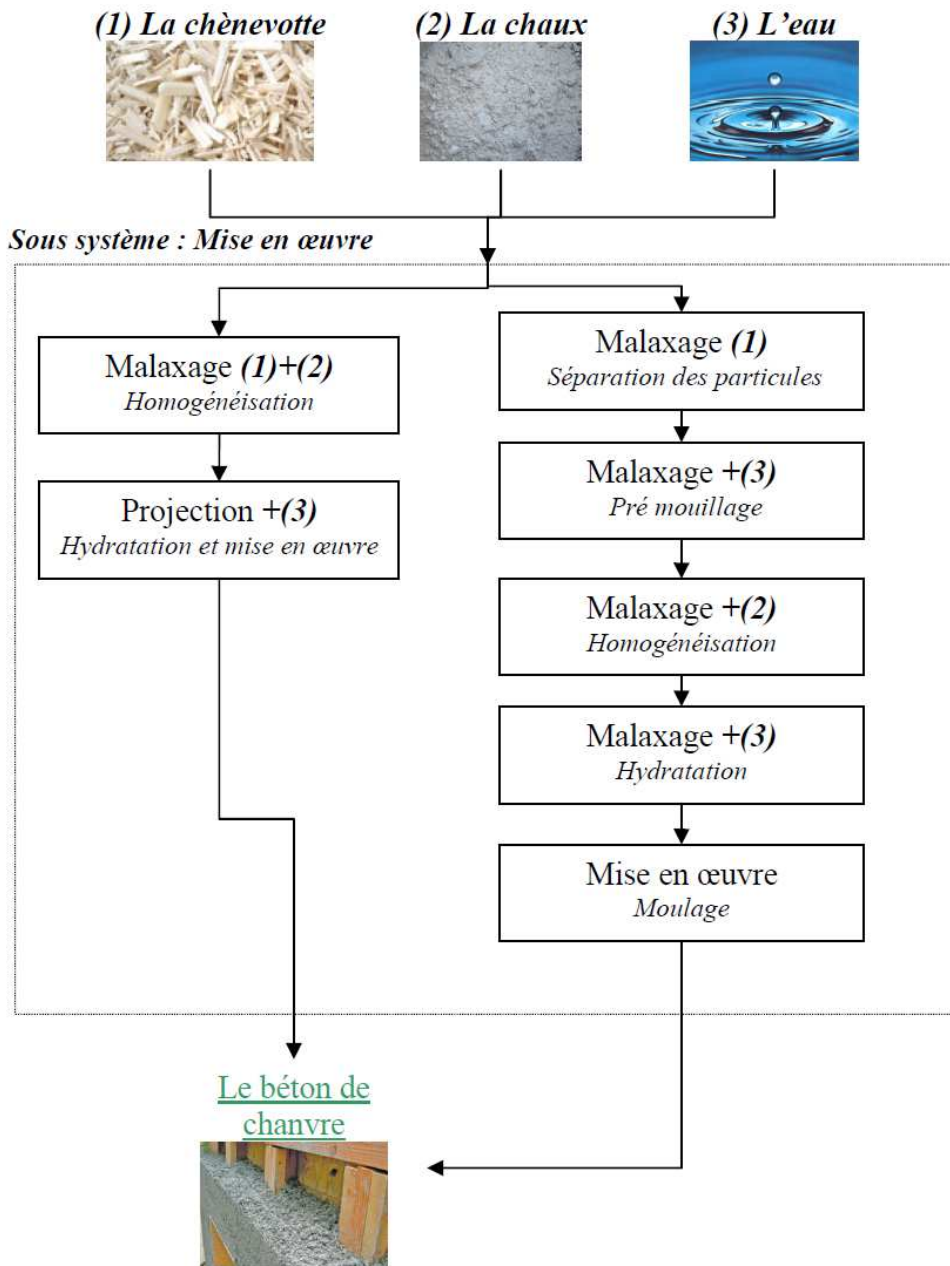 (1) La chènevotte
(2) La chaux
(3) L'eau
Sous système : Mise en œuvre
Malaxage (1)+(2)
Homogénéisation
Projection +(3)
Hydratation et mise en œuvre
Malaxage (1)
Séparation des particules
Malaxage +(3)
Pré mouillage
Malaxage +(2)
Homogénéisation
Malaxage +(3)
Hydratation
Mise en œuvre
Moulage
Le béton de
chanvre